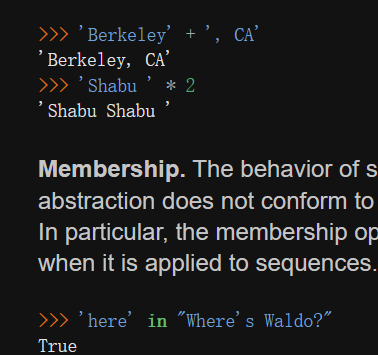 >>> 'Berkeley' + ', CA'
'Berkeley, CA'
>>> 'Shabu ' * 2
'Shabu Shabu '
Membership. The behavior of s
abstraction does not conform to
In particular, the membership op
when it is applied to sequences.
>>> 'here' in "Where's Waldo?"
True